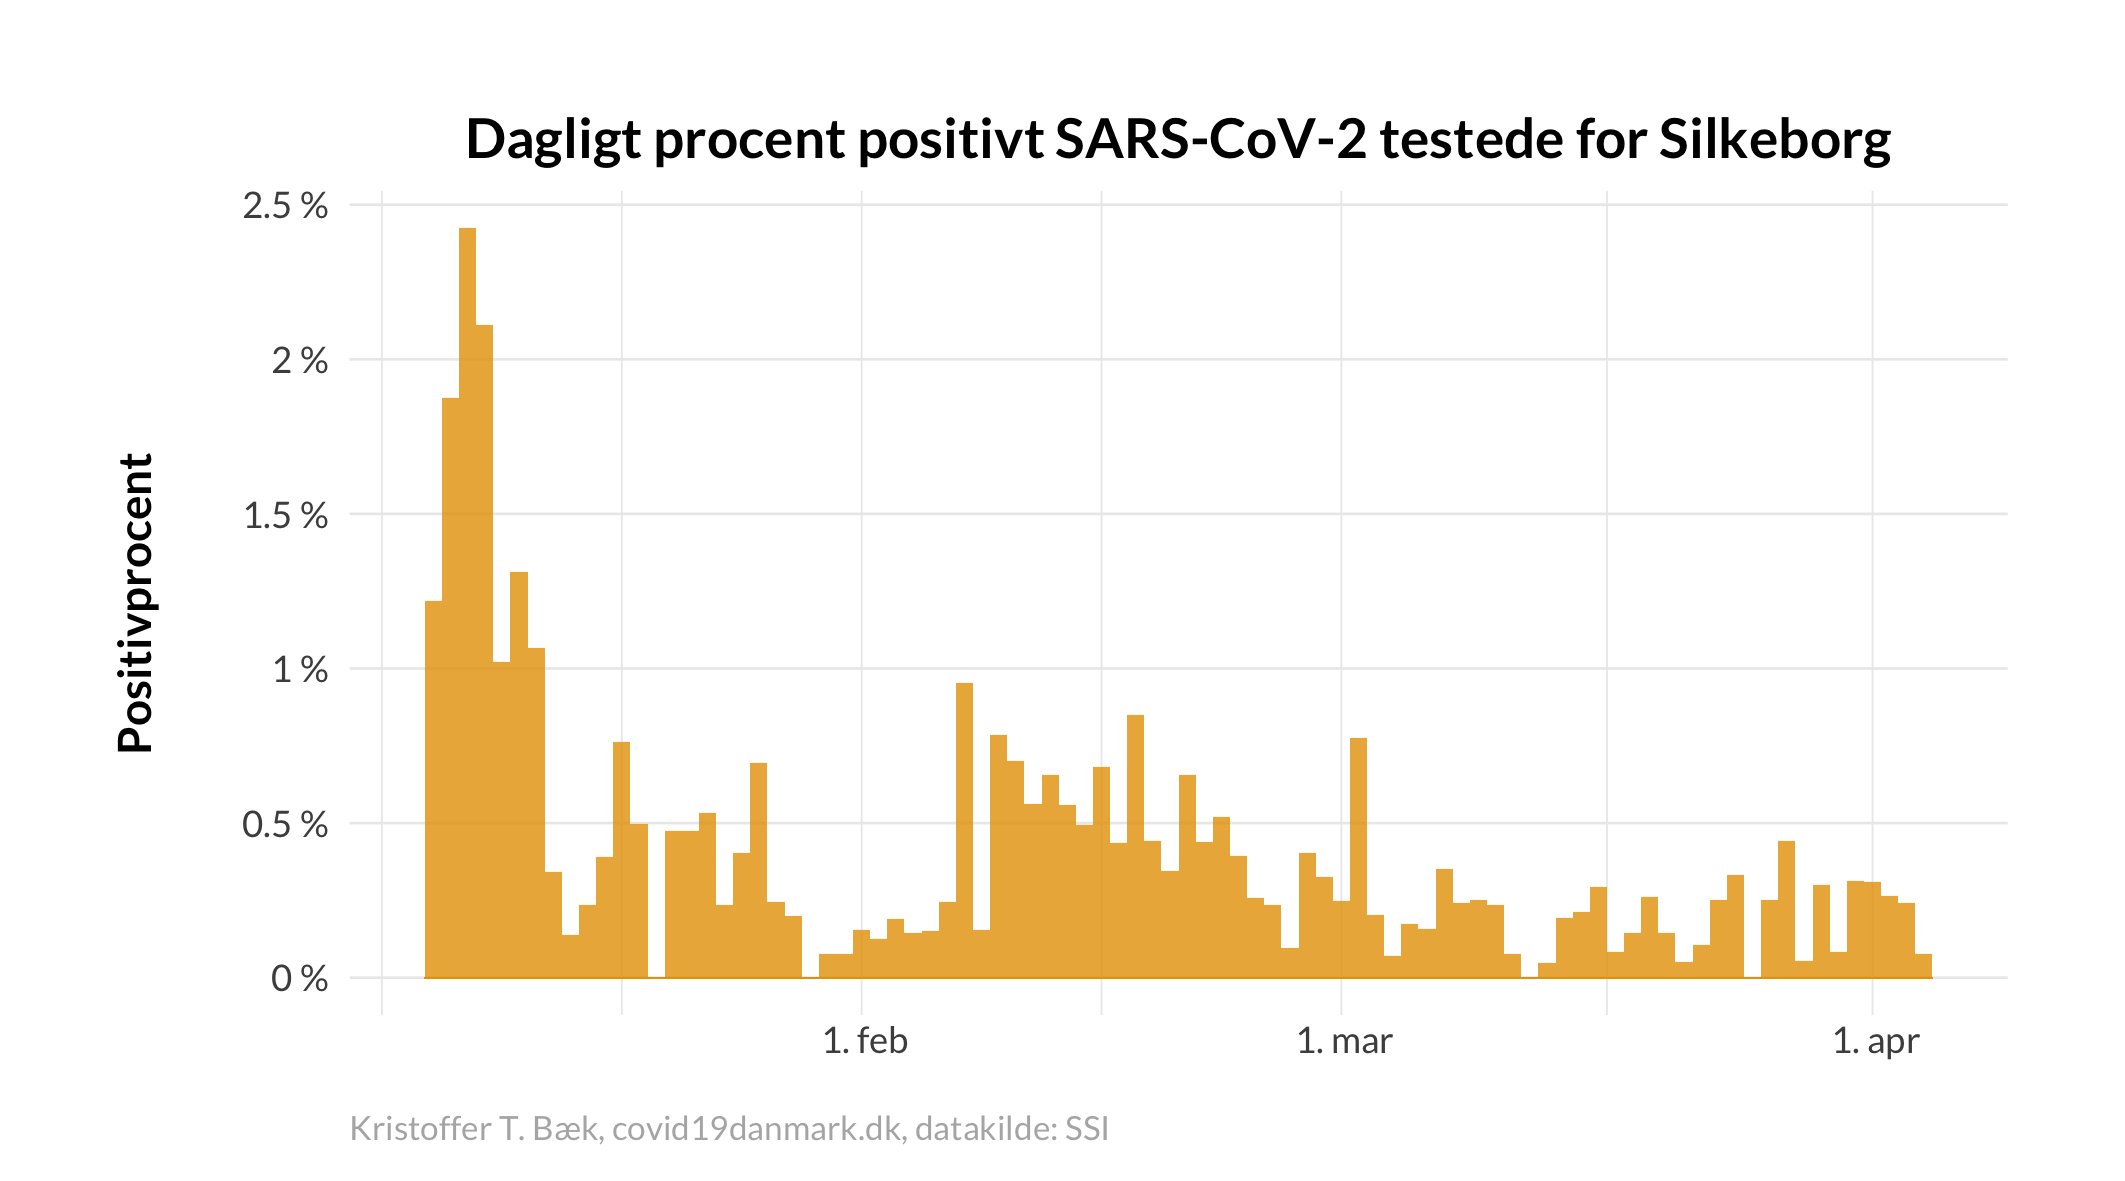 Dagligt procent positivt SARS-CoV-2 testede for Silkeborg
Positivprocent
2.5 %
2 %
1.5 %
1 %
0.5 %
0 %
1. feb
1. mar
1. apr
Kristoffer T. Bæk, covid19danmark.dk, datakilde: SSI